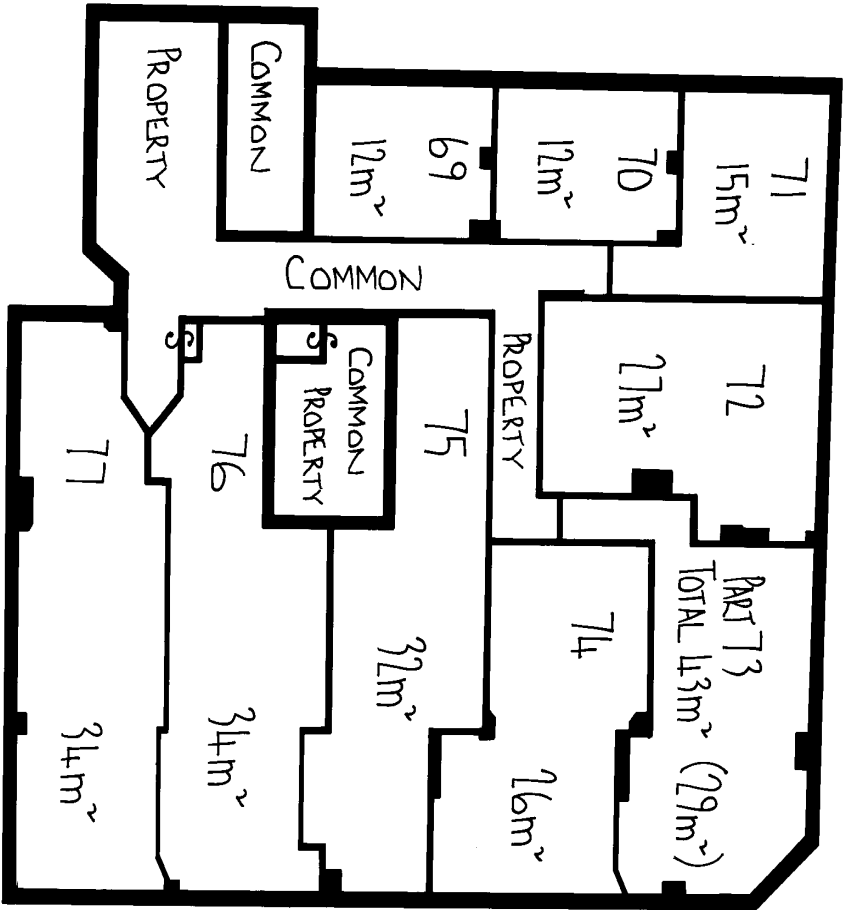 COMMON
PROPERTY
71
15m²
70
12m²
69
12m²
COMMON
PROPERTY
72
27m²
PART 73
TOTAL 43m² (29m²)
74
26m²
75
32m²
COMMON
PROPERTY
S
S
76
34m²
77
34m²